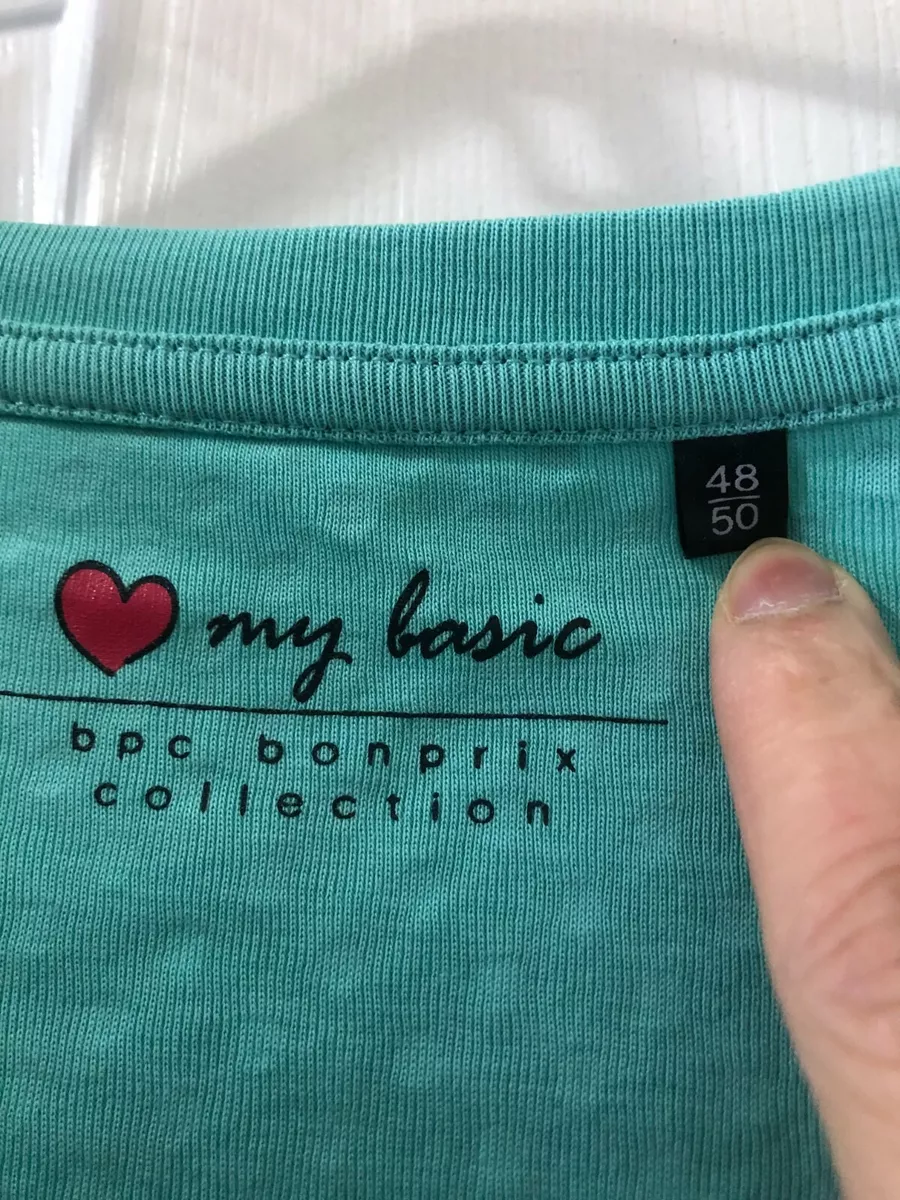 48
50
my basic
bpc bonprix
collection